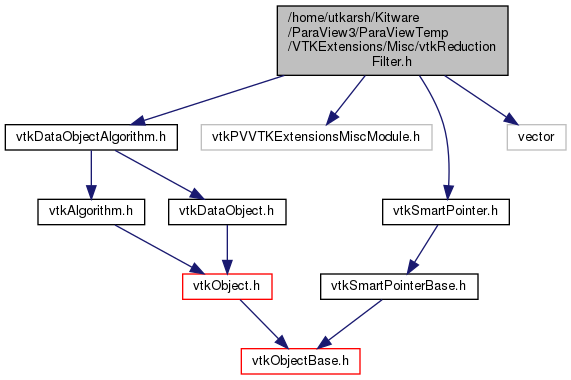 /home/utkarsh/Kitware
/ParaView3/ParaViewTemp
/VTKExtensions/Misc/vtkReduction
Filter.h
vtkDataObjectAlgorithm.h
vtkPVVTKExtensionsMiscModule.h
vector
vtkAlgorithm.h
vtkDataObject.h
vtkSmartPointer.h
vtkObject.h
vtkSmartPointerBase.h
vtkObjectBase.h